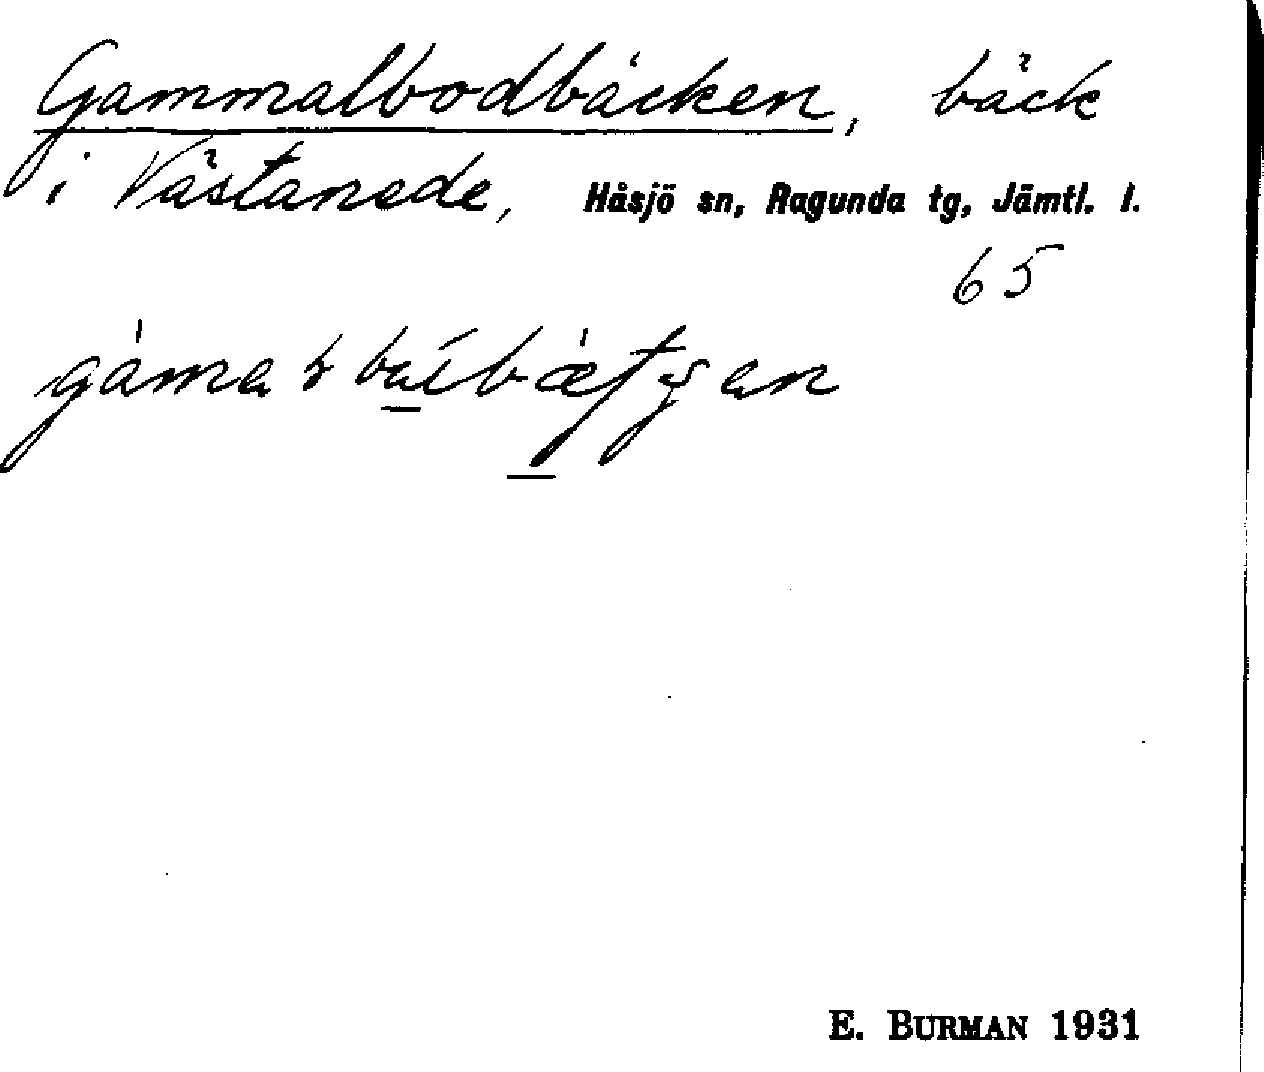 Gammalbodbäcken, bäck
i Västanede, Håsjö sn, Ragunda tg, Jämtl. l.
65
E. BURMAN 1931